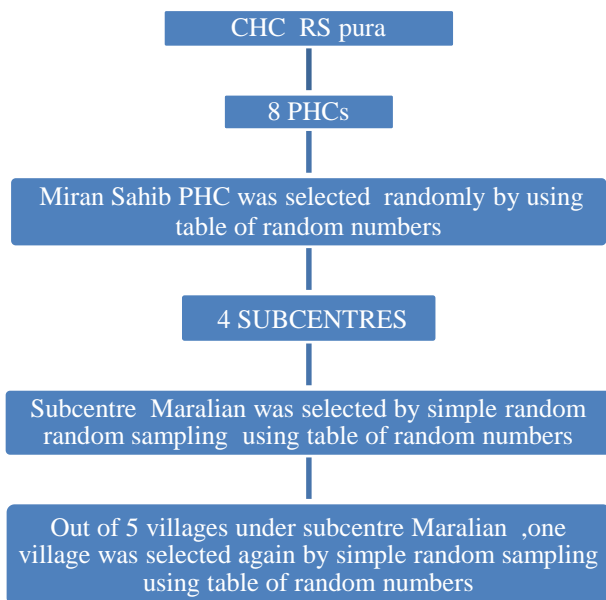 CHC RS pura
8 PHCs
Miran Sahib PHC was selected randomly by using
table of random numbers
4 SUBCENTRES
Subcentre Maralian was selected by simple random
random sampling using table of random numbers
Out of 5 villages under subcentre Maralian ,one
village was selected again by simple random sampling
using table of random numbers